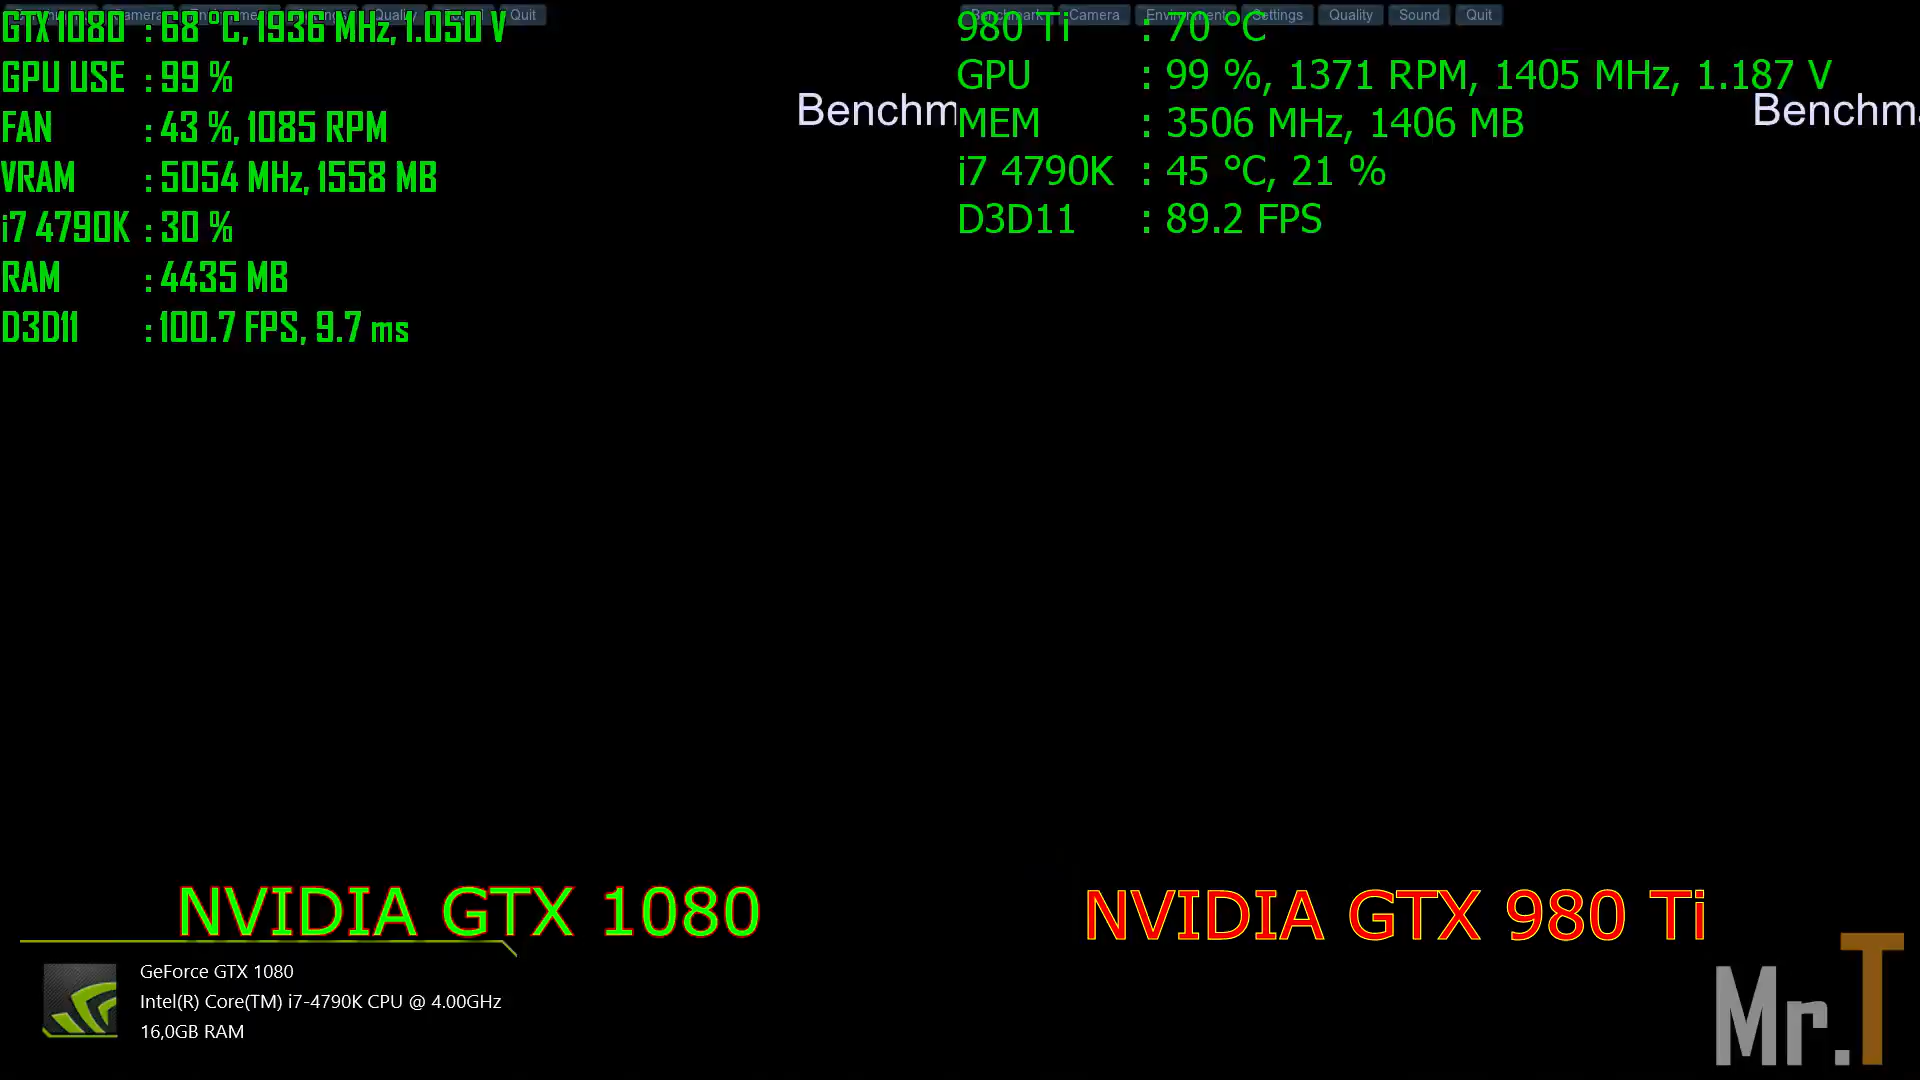 Quit
GTX 1080 : 68 °C, 1936 MHz, 1.050 V
GPU USE : 99 %
FAN : 43 %, 1085 RPM
VRAM : 5054 MHz, 1558 MB
i7 4790K : 30 %
RAM : 4435 MB
D3D11 : 100.7 FPS, 9.7 ms
Benchm
Benchmark Camera Environment Settings Quality Sound Quit
980 Ti : 70 °C
GPU : 99 %, 1371 RPM, 1405 MHz, 1.187 V
MEM : 3506 MHz, 1406 MB
i7 4790K : 45 °C, 21 %
D3D11 : 89.2 FPS
Benchma
NVIDIA GTX 1080
NVIDIA GTX 980 Ti
GeForce GTX 1080
Intel(R) Core(TM) i7-4790K CPU @ 4.00GHz
16,0GB RAM
Mr.T